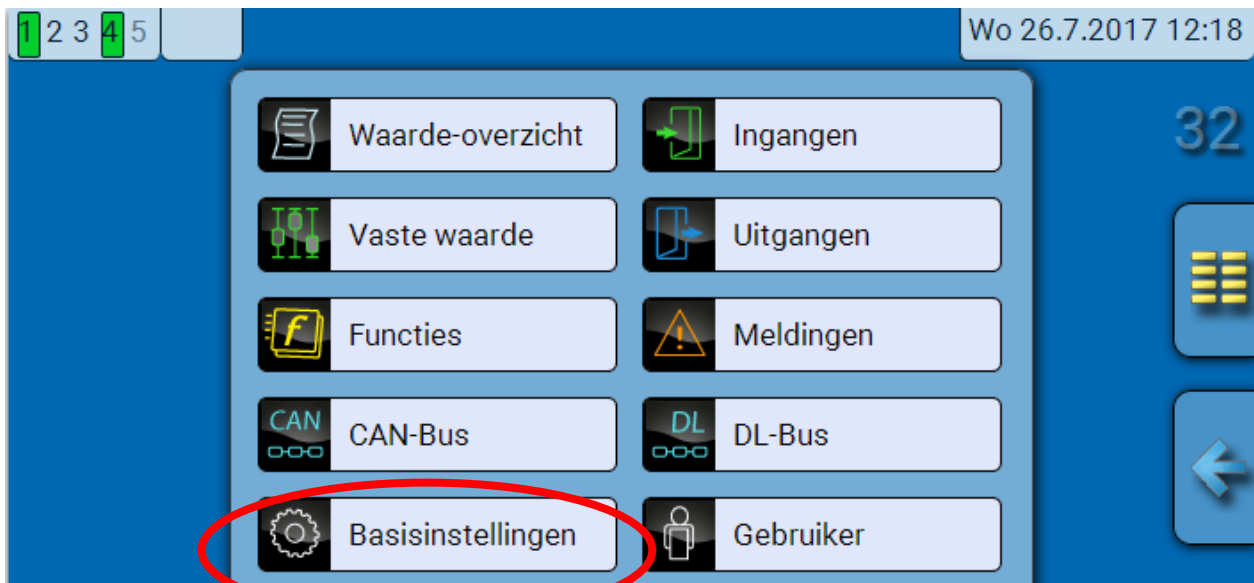 1 2 3 4 5
Wo 26.7.2017 12:18
32
Waarde-overzicht
Ingangen
Vaste waarde
Uitgangen
Functies
Meldingen
CAN
CAN-Bus
DL
DL-Bus
Basisinstellingen
Gebruiker